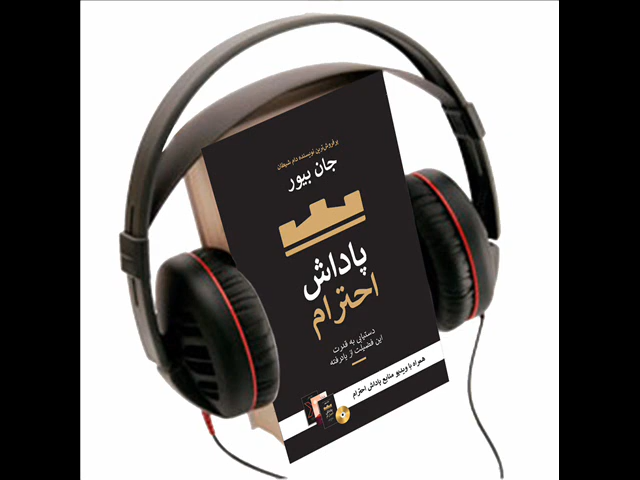 پرفروش‌ترین نویسنده دام شیطان
جان بیور
پاداش
احترام
دستیابی به قدرت
این فضیلت از یادرفته
همراه با ویدیو منابع پاداش احترام